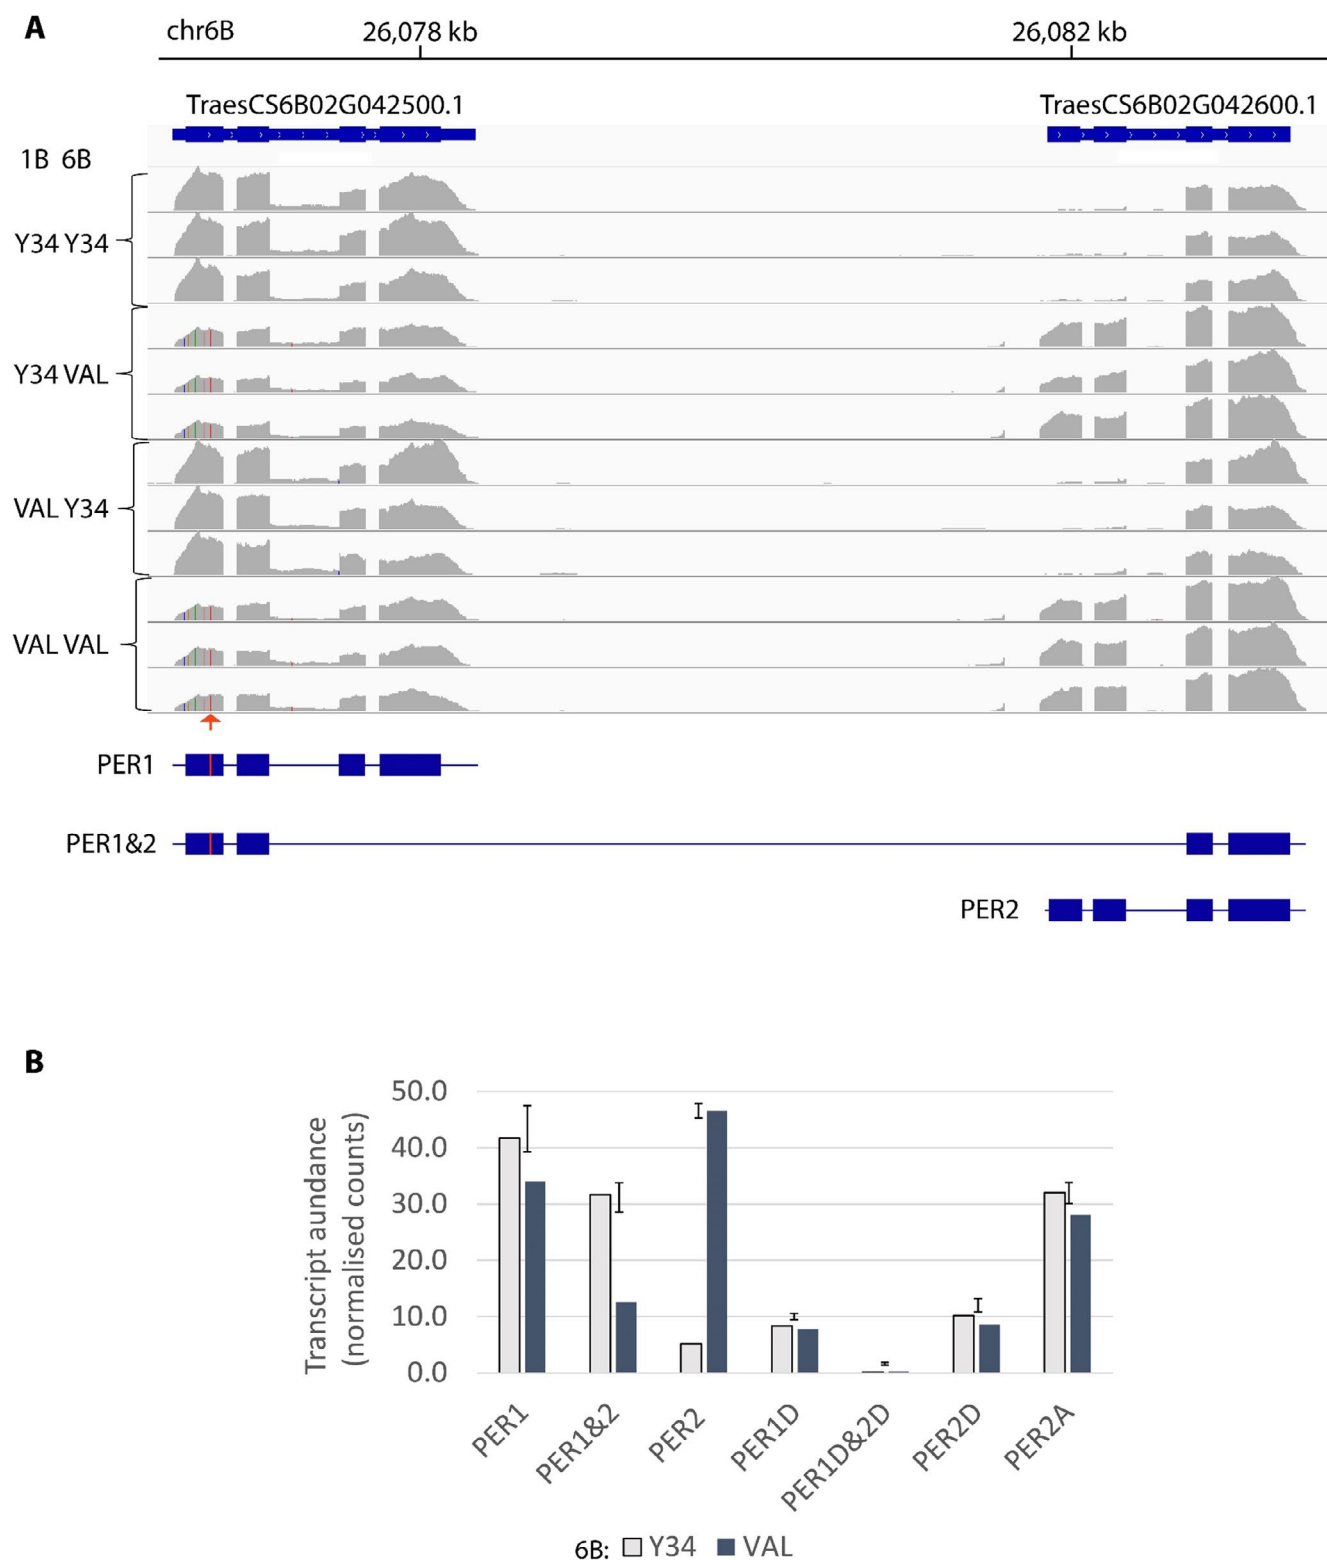 A
chr6B 26,078 kb 26,082 kb
TraesCS6B02G042500.1 TraesCS6B02G042600.1
1B 6B
Y34 Y34
Y34 VAL
VAL Y34
VAL VAL
PER1
PER1&2
PER2
B
Transcript aundance
(normalised counts)
50.0
40.0
30.0
20.0
10.0
0.0
PER1 PER1&2 PER2 PER1D PER1D&2D PER2D PER2A
6B: Y34 VAL